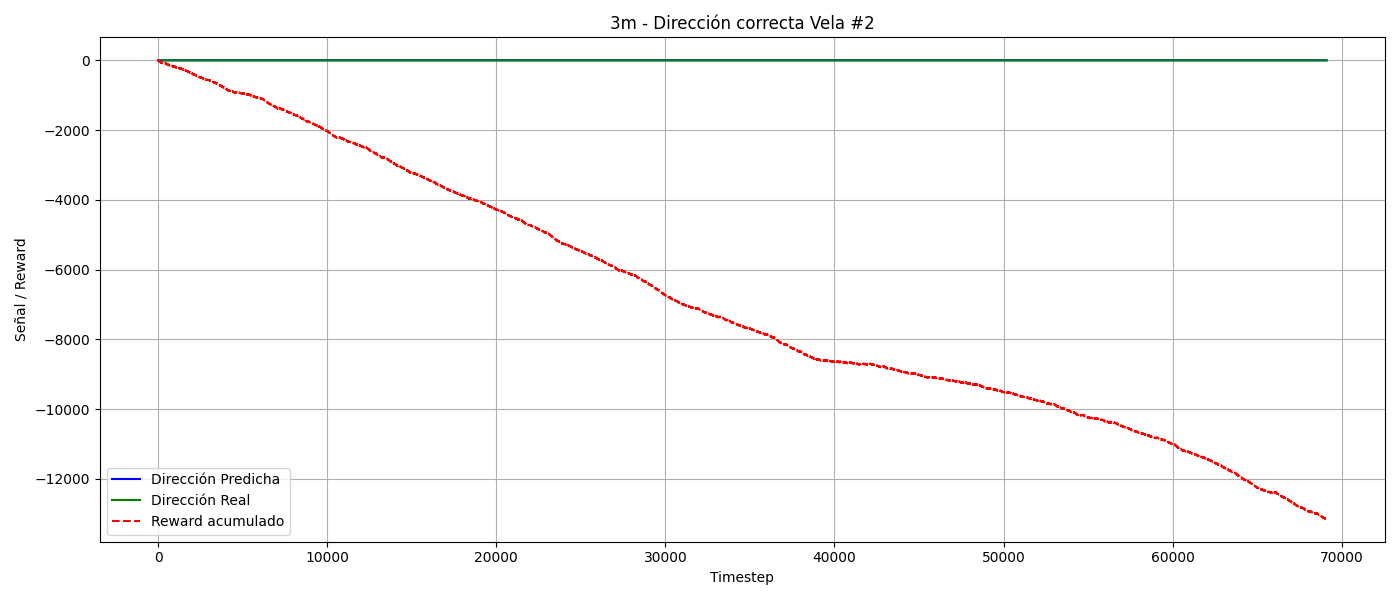 3m - Dirección correcta Vela #2
Señal / Reward
0
−2000
−4000
−6000
−8000
−10000
−12000
Dirección Predicha
Dirección Real
Reward acumulado
0 10000 20000 30000 40000 50000 60000 70000
Timestep